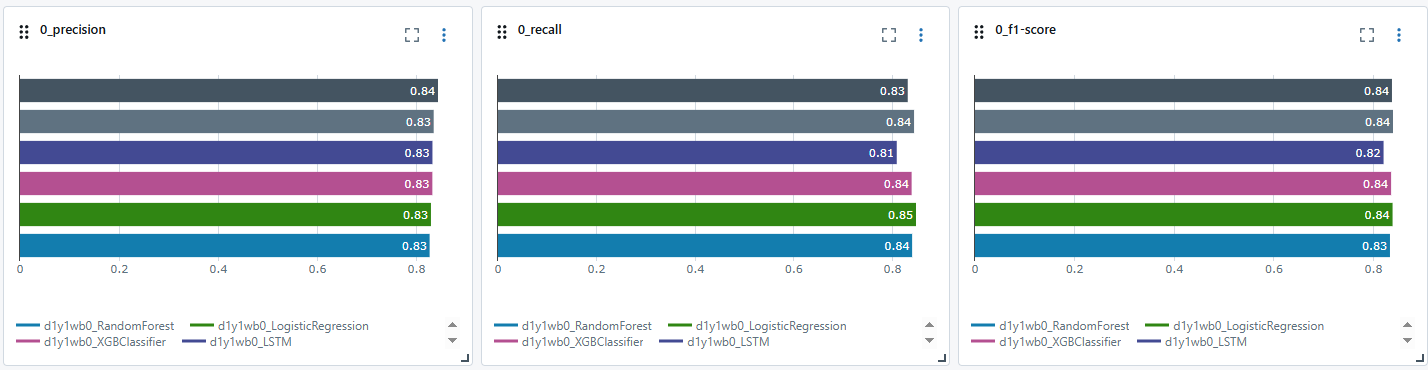 0_precision
0.84
0.83
0.83
0.83
0.83
0.83
0 0.2 0.4 0.6 0.8
d1y1wb0_RandomForest d1y1wb0_LogisticRegression
d1y1wb0_XGBClassifier d1y1wb0_LSTM
0_recall
0.83
0.84
0.81
0.84
0.85
0.84
0 0.2 0.4 0.6 0.8
d1y1wb0_RandomForest d1y1wb0_LogisticRegression
d1y1wb0_XGBClassifier d1y1wb0_LSTM
0_f1-score
0.84
0.84
0.82
0.84
0.84
0.83
0 0.2 0.4 0.6 0.8
d1y1wb0_RandomForest d1y1wb0_LogisticRegression
d1y1wb0_XGBClassifier d1y1wb0_LSTM